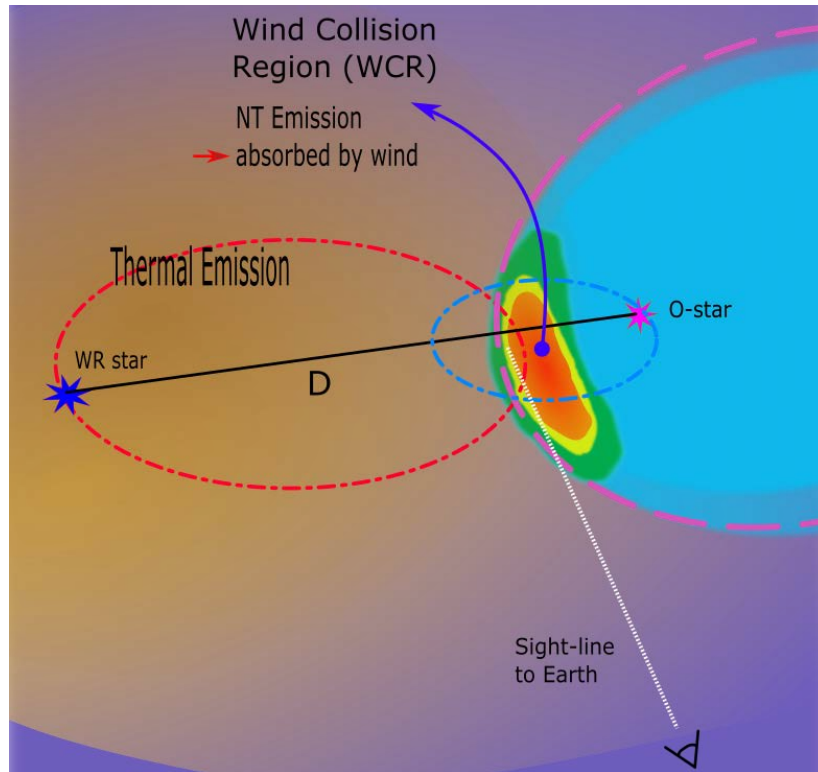 Wind Collision
Region (WCR)
NT Emission
absorbed by wind
Thermal Emission
O-star
WR star
D
Sight-line
to Earth